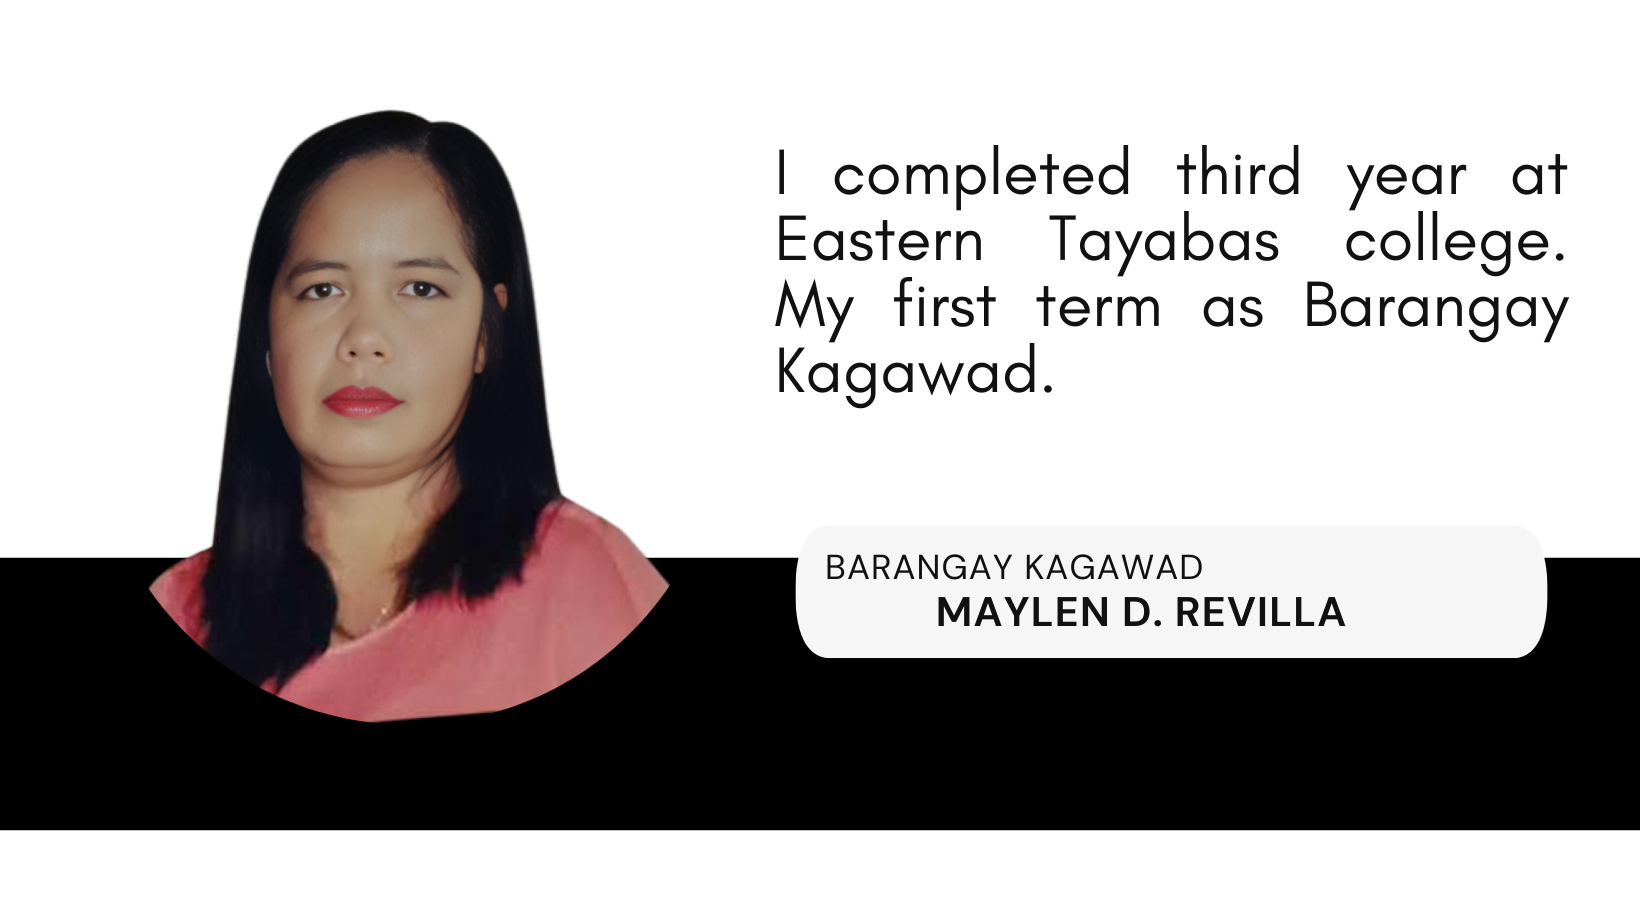 I completed third year at
Eastern Tayabas college.
My first term as Barangay
Kagawad.
BARANGAY KAGAWAD
MAYLEN D. REVILLA